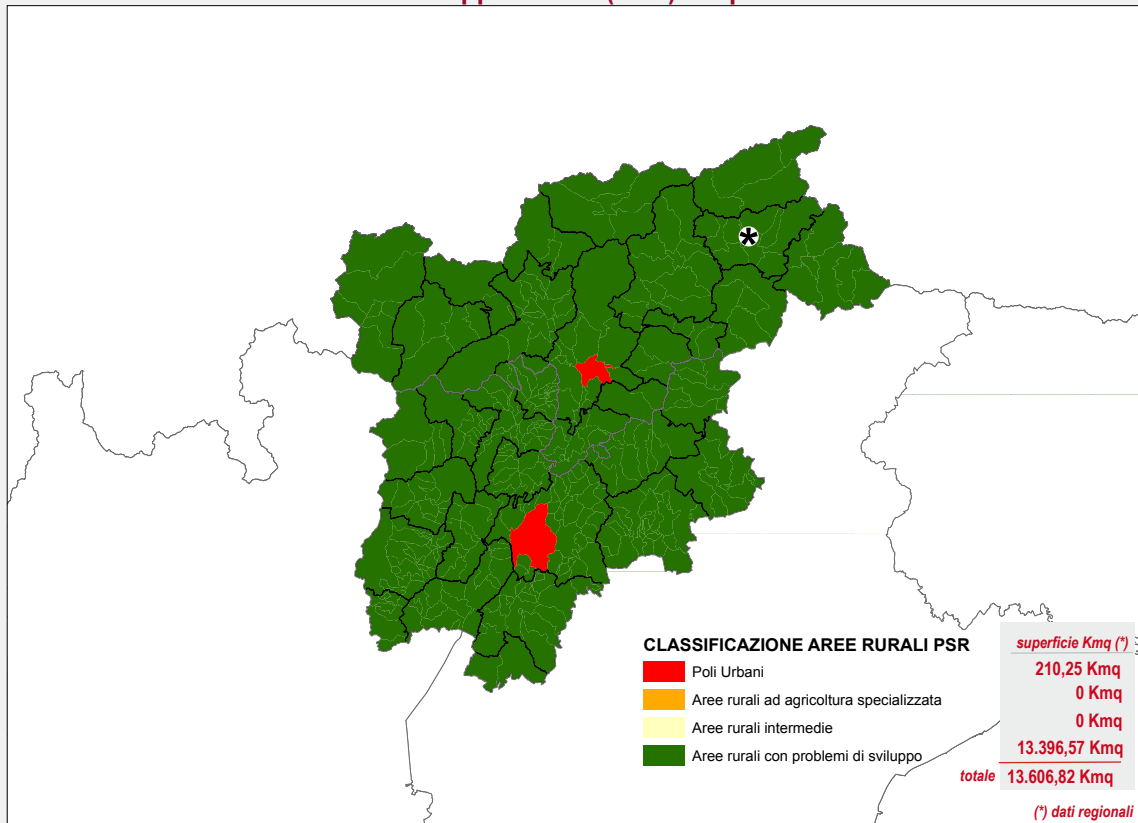 CLASSIFICAZIONE AREE RURALI PSR
superficie Kmq (*)
Poli Urbani
210,25 Kmq
Aree rurali ad agricoltura specializzata
0 Kmq
Aree rurali intermedie
0 Kmq
Aree rurali con problemi di sviluppo
13.396,57 Kmq
totale 13.606,82 Kmq
(*) dati regionali